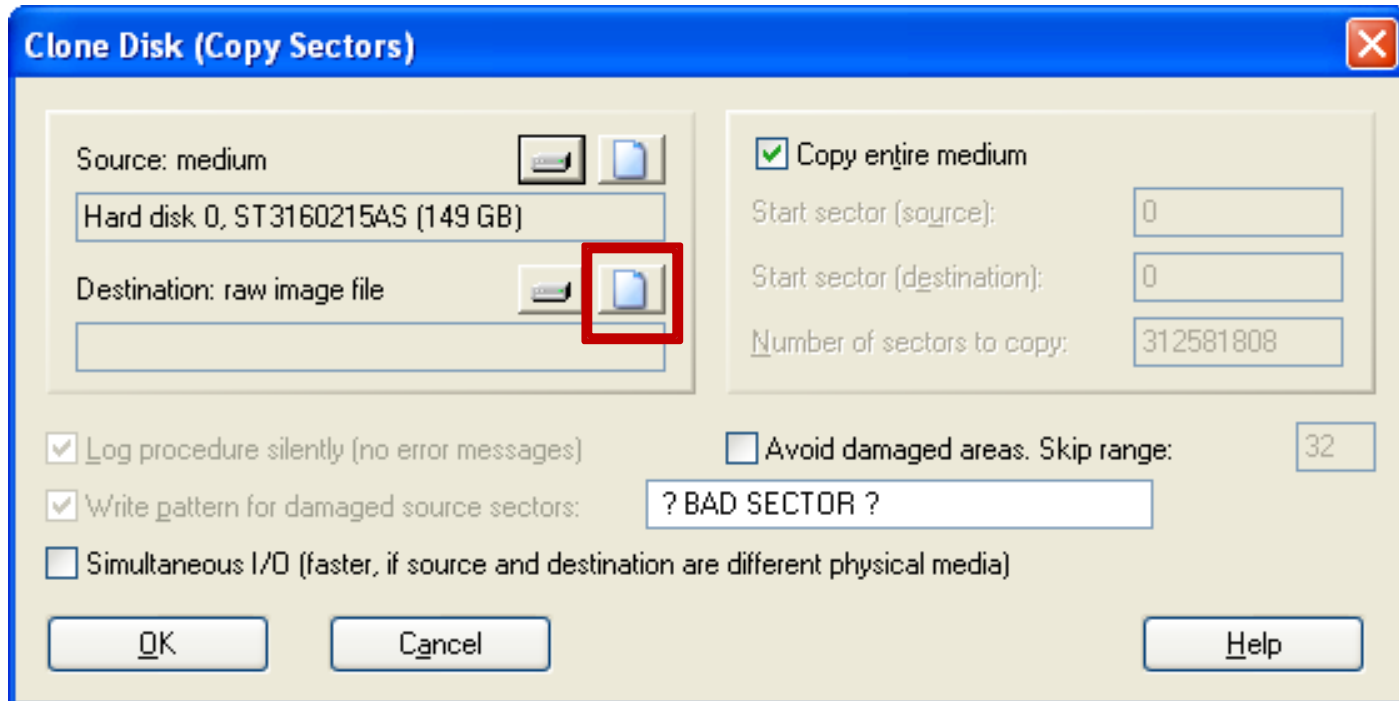 Clone Disk (Copy Sectors)
Source: medium
Hard disk 0, ST3160215AS (149 GB)
Destination: raw image file
Copy entire medium
Start sector (source): 0
Start sector (destination): 0
Number of sectors to copy: 312581808
Log procedure silently (no error messages)
Avoid damaged areas. Skip range: 32
Write pattern for damaged source sectors: ? BAD SECTOR ?
Simultaneous I/O (faster, if source and destination are different physical media)
OK Cancel Help